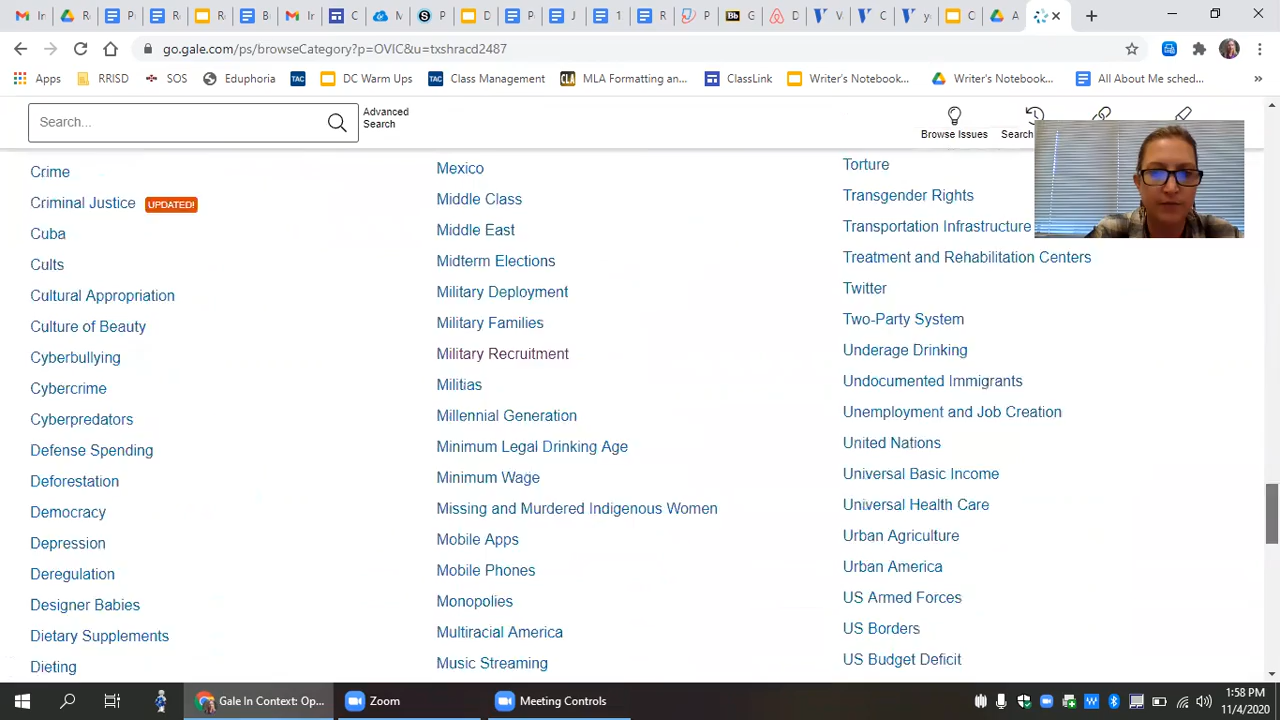 go.gale.com/ps/browseCategory?p=OVIC&u=txshracd2487
Apps RRISD SOS Eduphoria DC Warm Ups Class Management MLA Formatting an... ClassLink Writer's Notebook... Writer's Notebook... All About Me sched... »
Search... Advanced Search Browse Issues Search
Crime
Criminal Justice UPDATED!
Cuba
Cults
Cultural Appropriation
Culture of Beauty
Cyberbullying
Cybercrime
Cyberpredators
Defense Spending
Deforestation
Democracy
Depression
Deregulation
Designer Babies
Dietary Supplements
Dieting
Mexico
Middle Class
Middle East
Midterm Elections
Military Deployment
Military Families
Military Recruitment
Militias
Millennial Generation
Minimum Legal Drinking Age
Minimum Wage
Missing and Murdered Indigenous Women
Mobile Apps
Mobile Phones
Monopolies
Multiracial America
Music Streaming
Torture
Transgender Rights
Transportation Infrastructure
Treatment and Rehabilitation Centers
Twitter
Two-Party System
Underage Drinking
Undocumented Immigrants
Unemployment and Job Creation
United Nations
Universal Basic Income
Universal Health Care
Urban Agriculture
Urban America
US Armed Forces
US Borders
US Budget Deficit
Gale In Context: Op... Zoom Meeting Controls 1:58 PM
11/4/2020